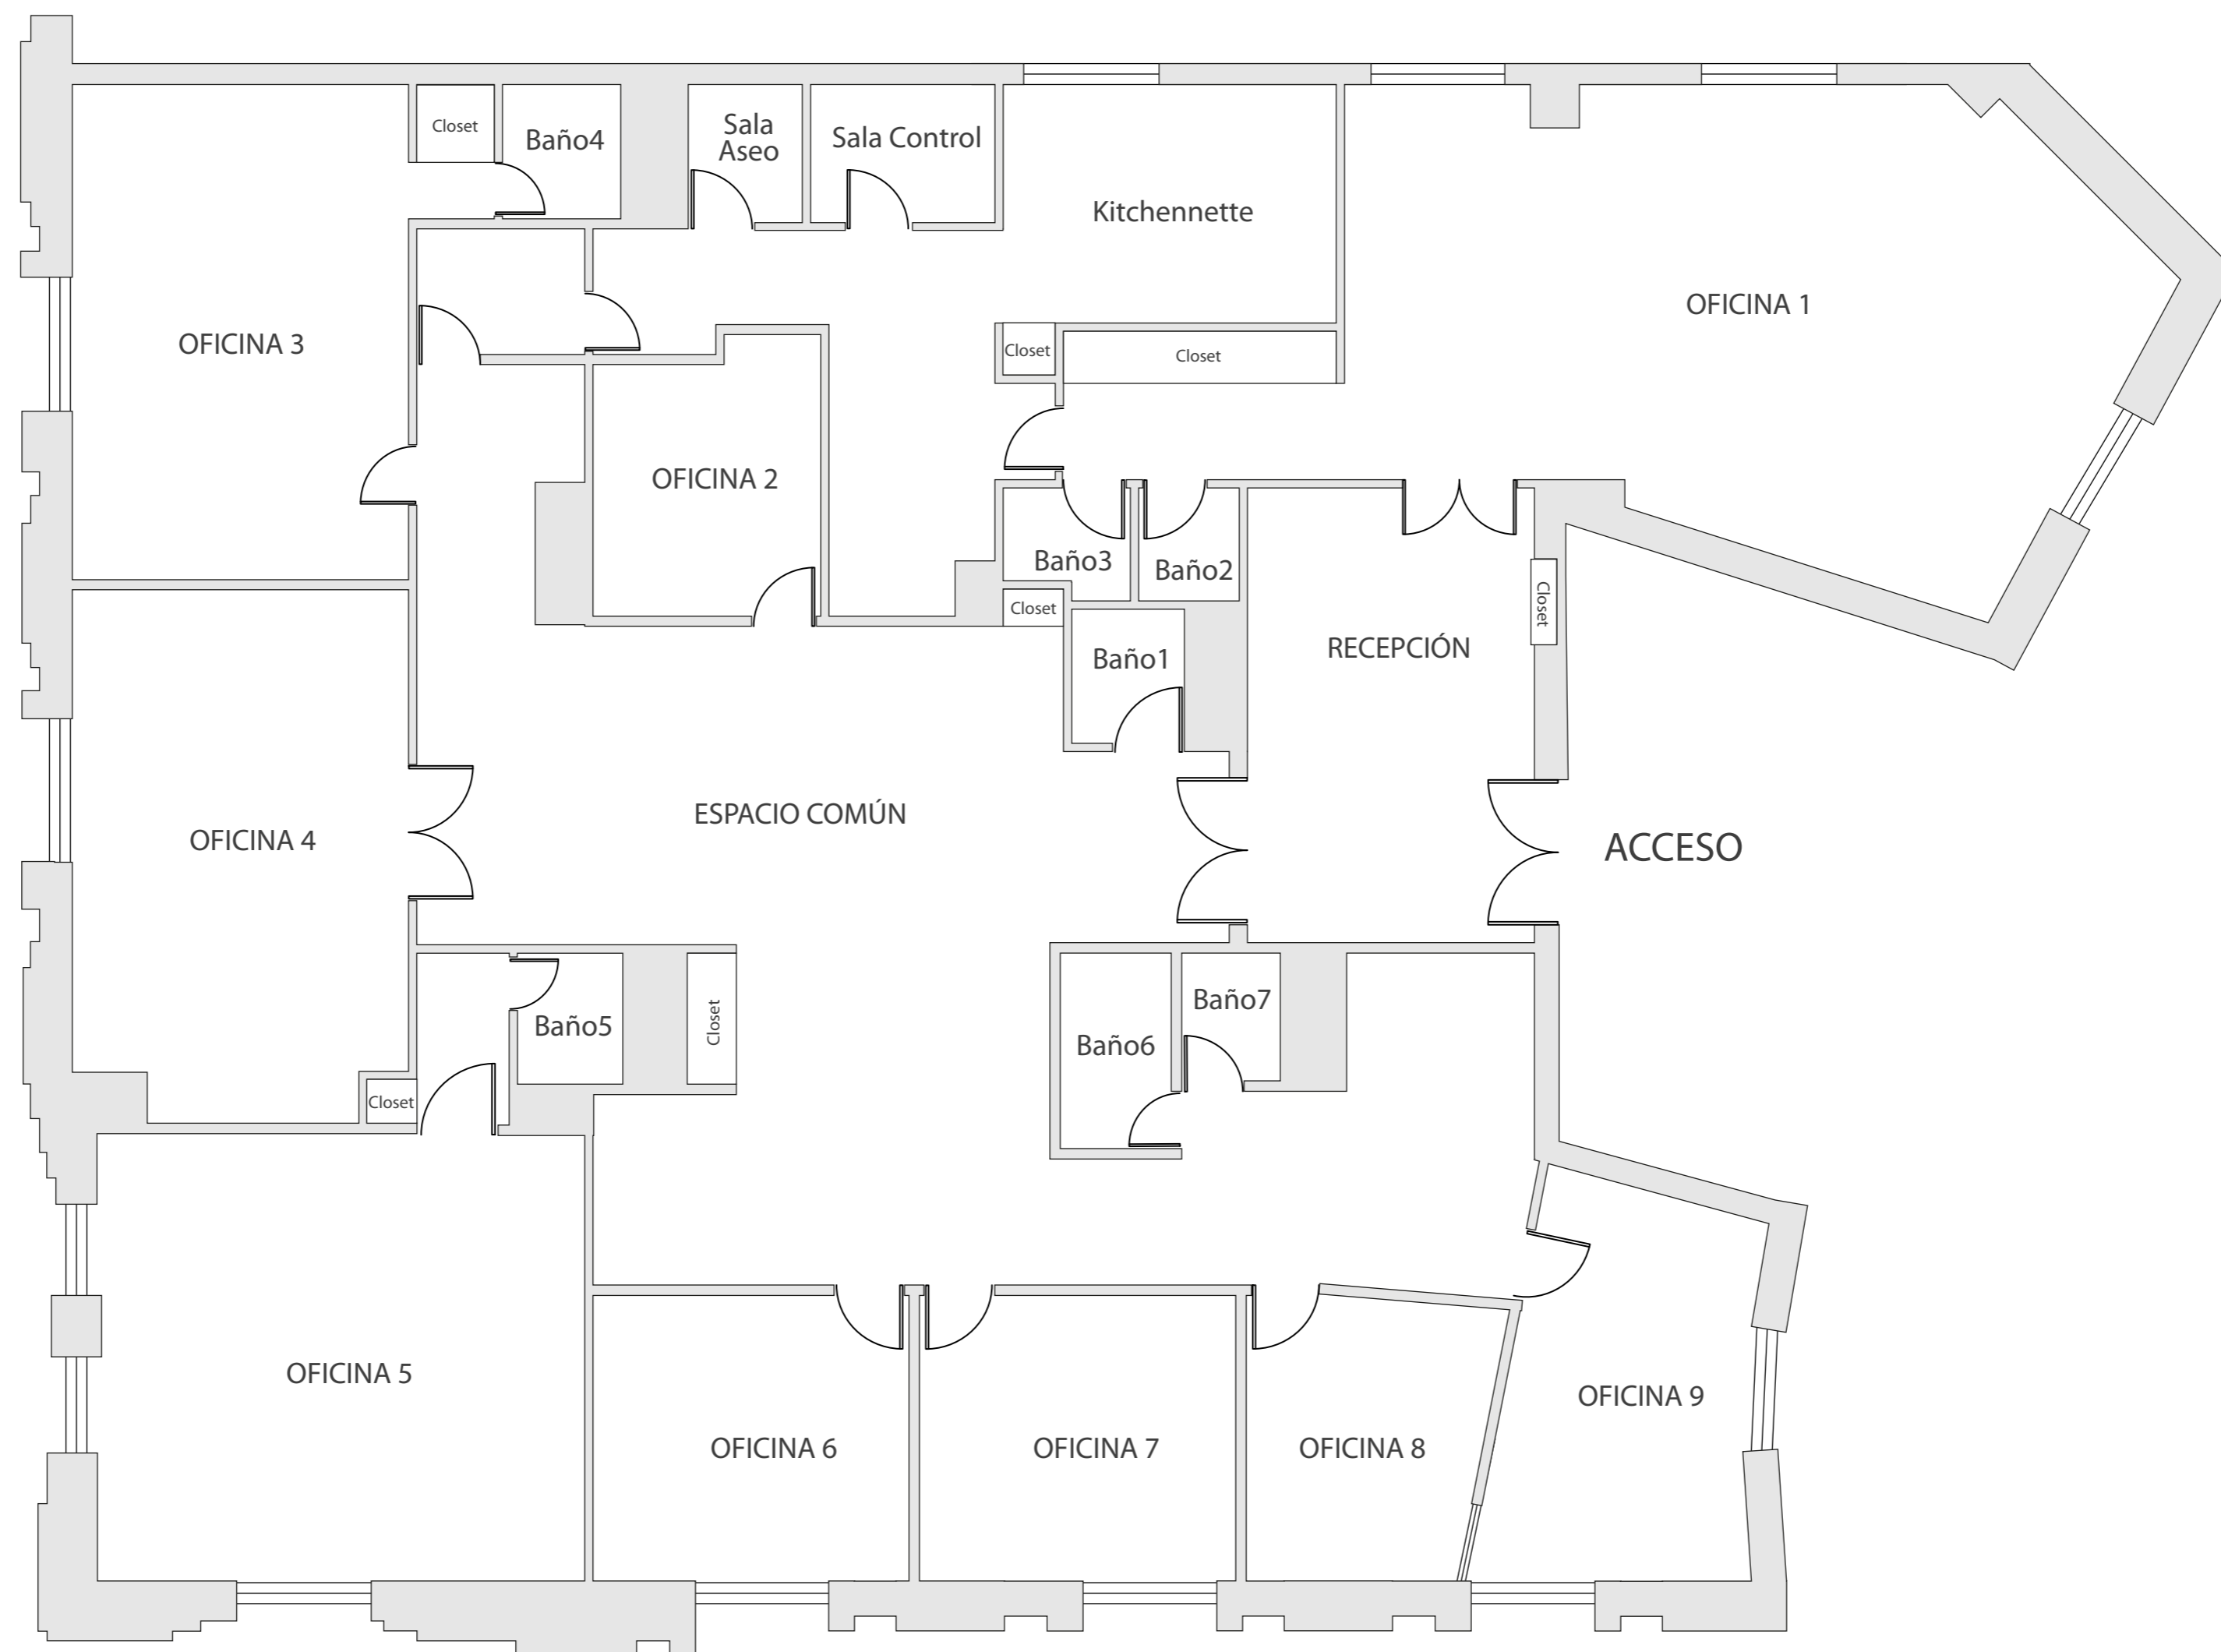 Closet
Baño4
Sala
Aseo
Sala Control
Kitchennette
OFICINA 1
OFICINA 3
Closet
Closet
OFICINA 2
Baño3
Baño2
Closet
Closet
RECEPCIÓN
Baño1
ESPACIO COMÚN
OFICINA 4
ACCESO
Baño5
Closet
Baño7
Baño6
Closet
OFICINA 5
OFICINA 9
OFICINA 6
OFICINA 7
OFICINA 8